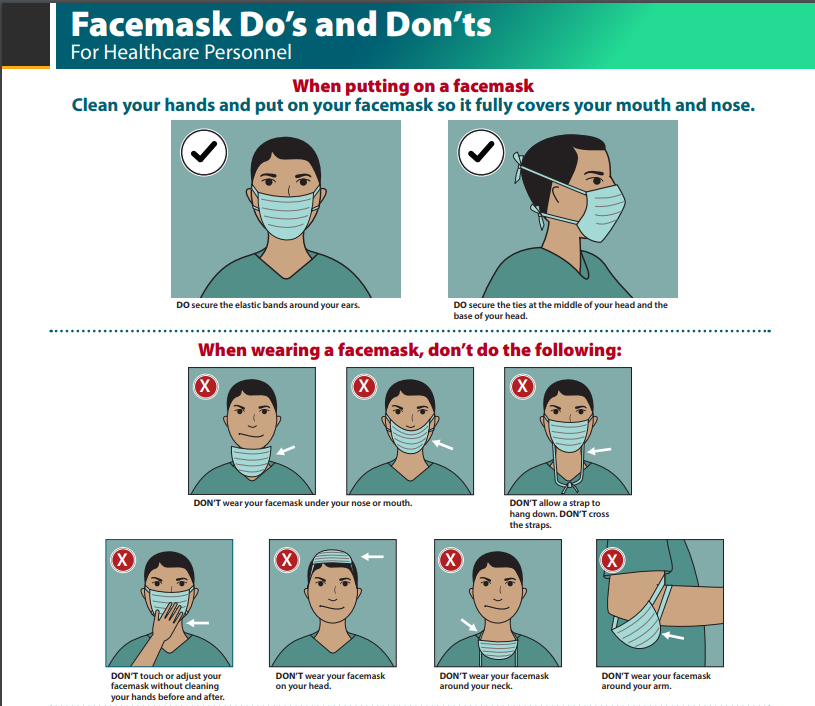 Facemask Do’s and Don’ts
For Healthcare Personnel
When putting on a facemask
Clean your hands and put on your facemask so it fully covers your mouth and nose.
DO secure the elastic bands around your ears.
DO secure the ties at the middle of your head and the
base of your head.
When wearing a facemask, don’t do the following:
X
X
X
DON’T wear your facemask under your nose or mouth.
DON’T allow a strap to
hang down. DON’T cross
the straps.
X
X
X
X
DON’T touch or adjust your
facemask without cleaning
your hands before and after.
DON’T wear your facemask
on your head.
DON’T wear your facemask
around your neck.
DON’T wear your facemask
around your arm.